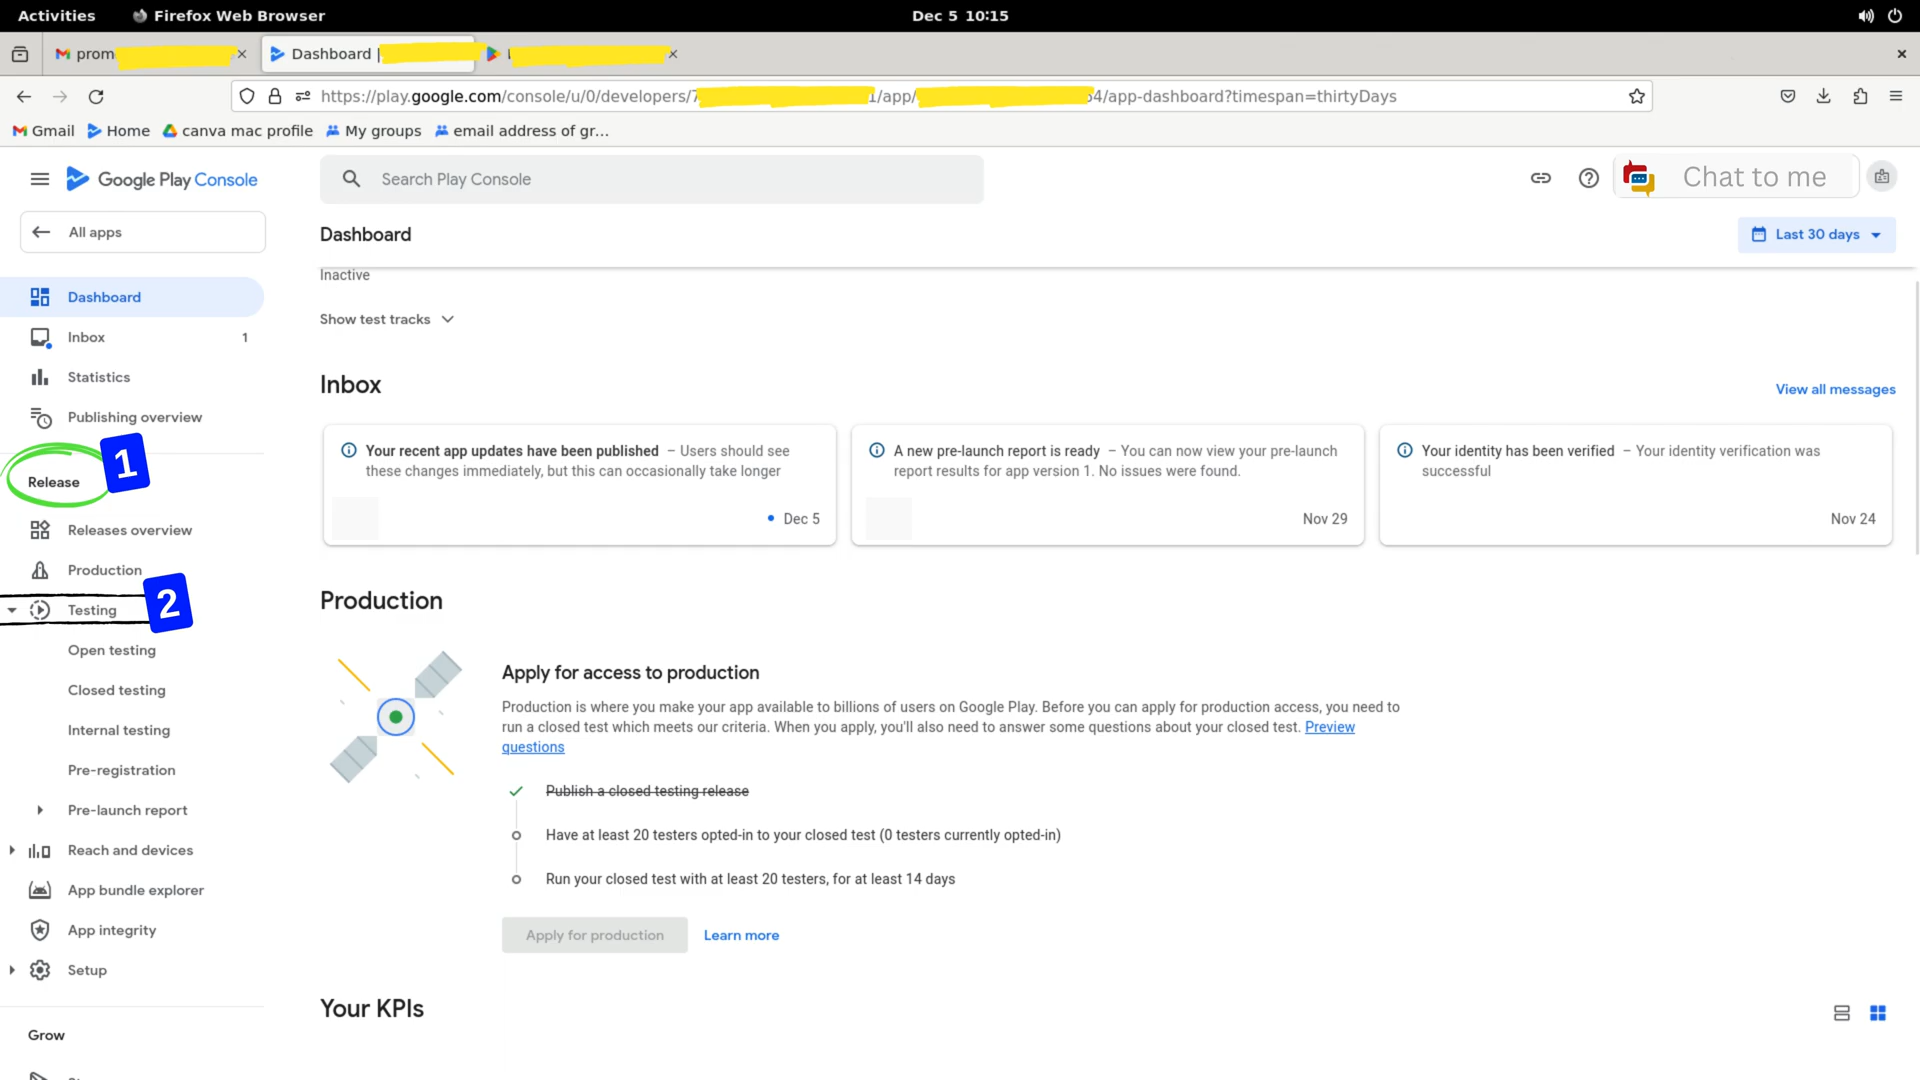 Activities Firefox Web Browser Dec 5 10:15
prom
Dashboard |
https://play.google.com/console/u/0/developers/ /app/ 4/app-dashboard?timespan=thirtyDays
Gmail Home canva mac profile My groups email address of gr...
Google Play Console
Search Play Console
Chat to me
All apps
Dashboard
Last 30 days
Dashboard
Inbox 1
Statistics
Publishing overview
1
Release
Releases overview
Production
2
Testing
Open testing
Closed testing
Internal testing
Pre-registration
Pre-launch report
Reach and devices
App bundle explorer
App integrity
Setup
Grow
Inactive
Show test tracks
Inbox
View all messages
Your recent app updates have been published – Users should see
these changes immediately, but this can occasionally take longer
Dec 5
A new pre-launch report is ready – You can now view your pre-launch
report results for app version 1. No issues were found.
Nov 29
Your identity has been verified – Your identity verification was
successful
Nov 24
Production
Apply for access to production
Production is where you make your app available to billions of users on Google Play. Before you can apply for production access, you need to
run a closed test which meets our criteria. When you apply, you'll also need to answer some questions about your closed test. Preview
questions
Publish a closed testing release
Have at least 20 testers opted-in to your closed test (0 testers currently opted-in)
Run your closed test with at least 20 testers, for at least 14 days
Apply for production
Learn more
Your KPIs